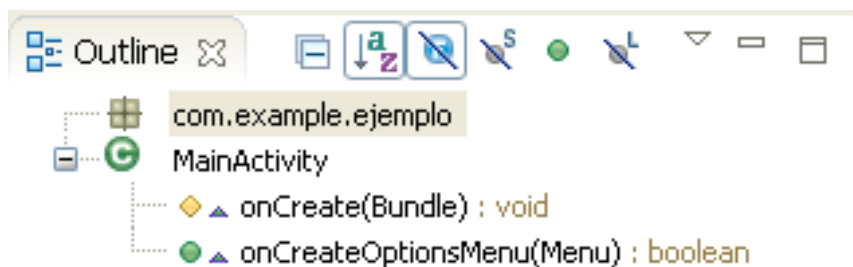 Outline
com.example.ejemplo
MainActivity
onCreate(Bundle) : void
onCreateOptionsMenu(Menu) : boolean